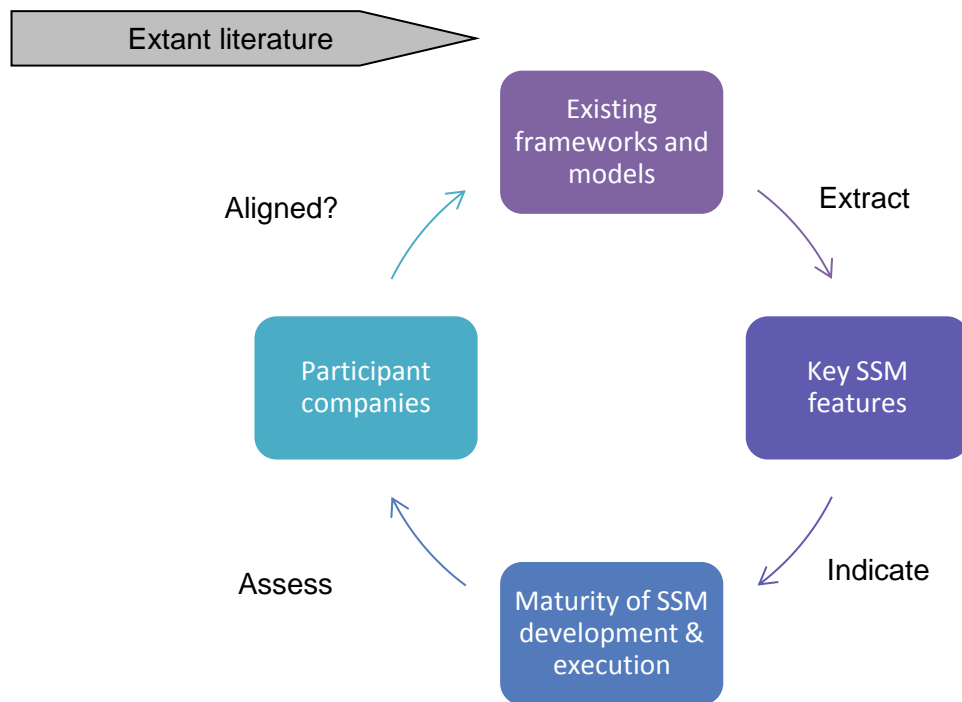 Extant literature
Existing
frameworks and
models
Aligned?
Extract
Participant
companies
Key SSM
features
Assess
Indicate
Maturity of SSM
development &
execution